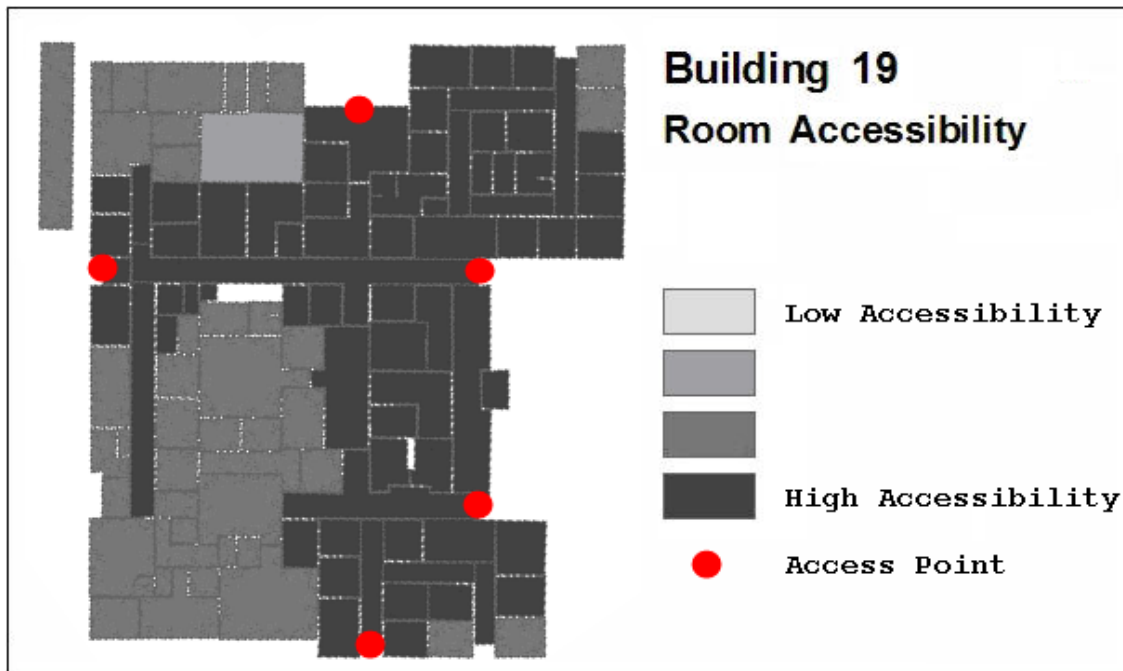 Building 19
Room Accessibility
Low Accessibility
High Accessibility
Access Point